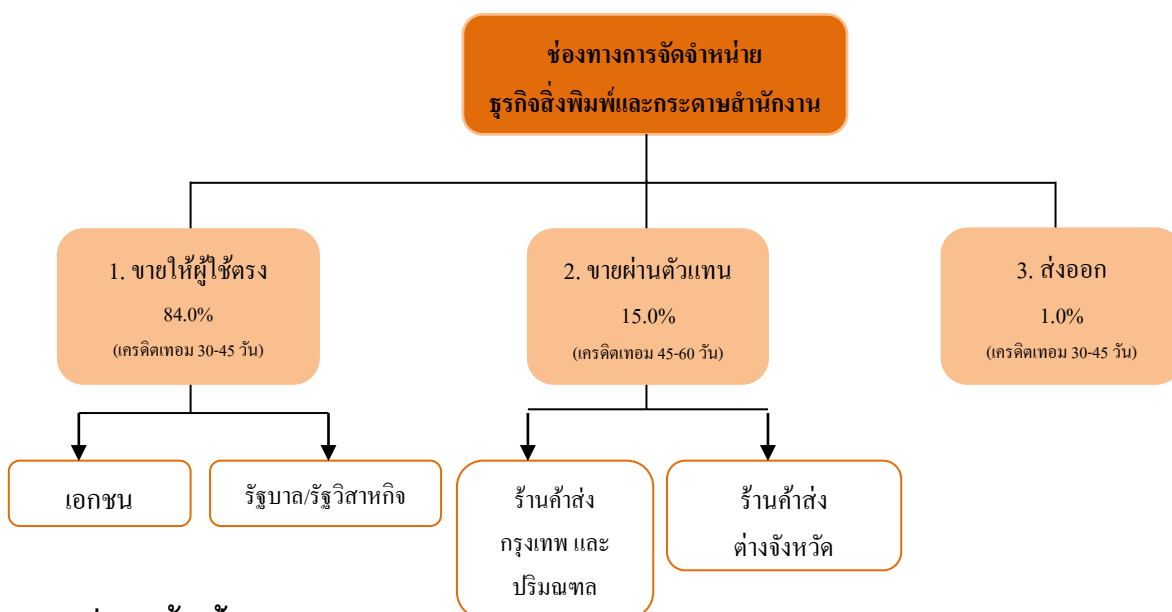 ช่องทางการจัดจำหน่าย
ธุรกิจสิ่งพิมพ์และกระดาษสำนักงาน
1. ขายให้ผู้ใช้ตรง
84.0%
(เครดิตเทอม 30-45 วัน)
2. ขายผ่านตัวแทน
15.0%
(เครดิตเทอม 45-60 วัน)
3. ส่งออก
1.0%
(เครดิตเทอม 30-45 วัน)
เอกชน
รัฐบาล/รัฐวิสาหกิจ
ร้านค้าส่ง
กรุงเทพ และ
ปริมณฑล
ร้านค้าส่ง
ต่างจังหวัด